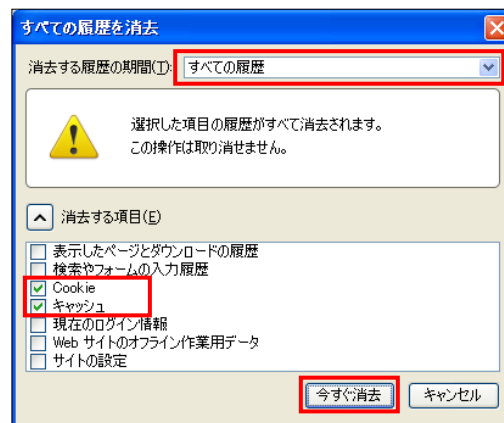 すべての履歴を消去
消去する履歴の期間(T): すべての履歴
選択した項目の履歴がすべて消去されます。
この操作は取り消せません。
消去する項目(E)
表示したページとダウンロードの履歴
検索やフォームの入力履歴
Cookie
キャッシュ
現在のログイン情報
Web サイトのオフライン作業用データ
サイトの設定
今すぐ消去 キャンセル